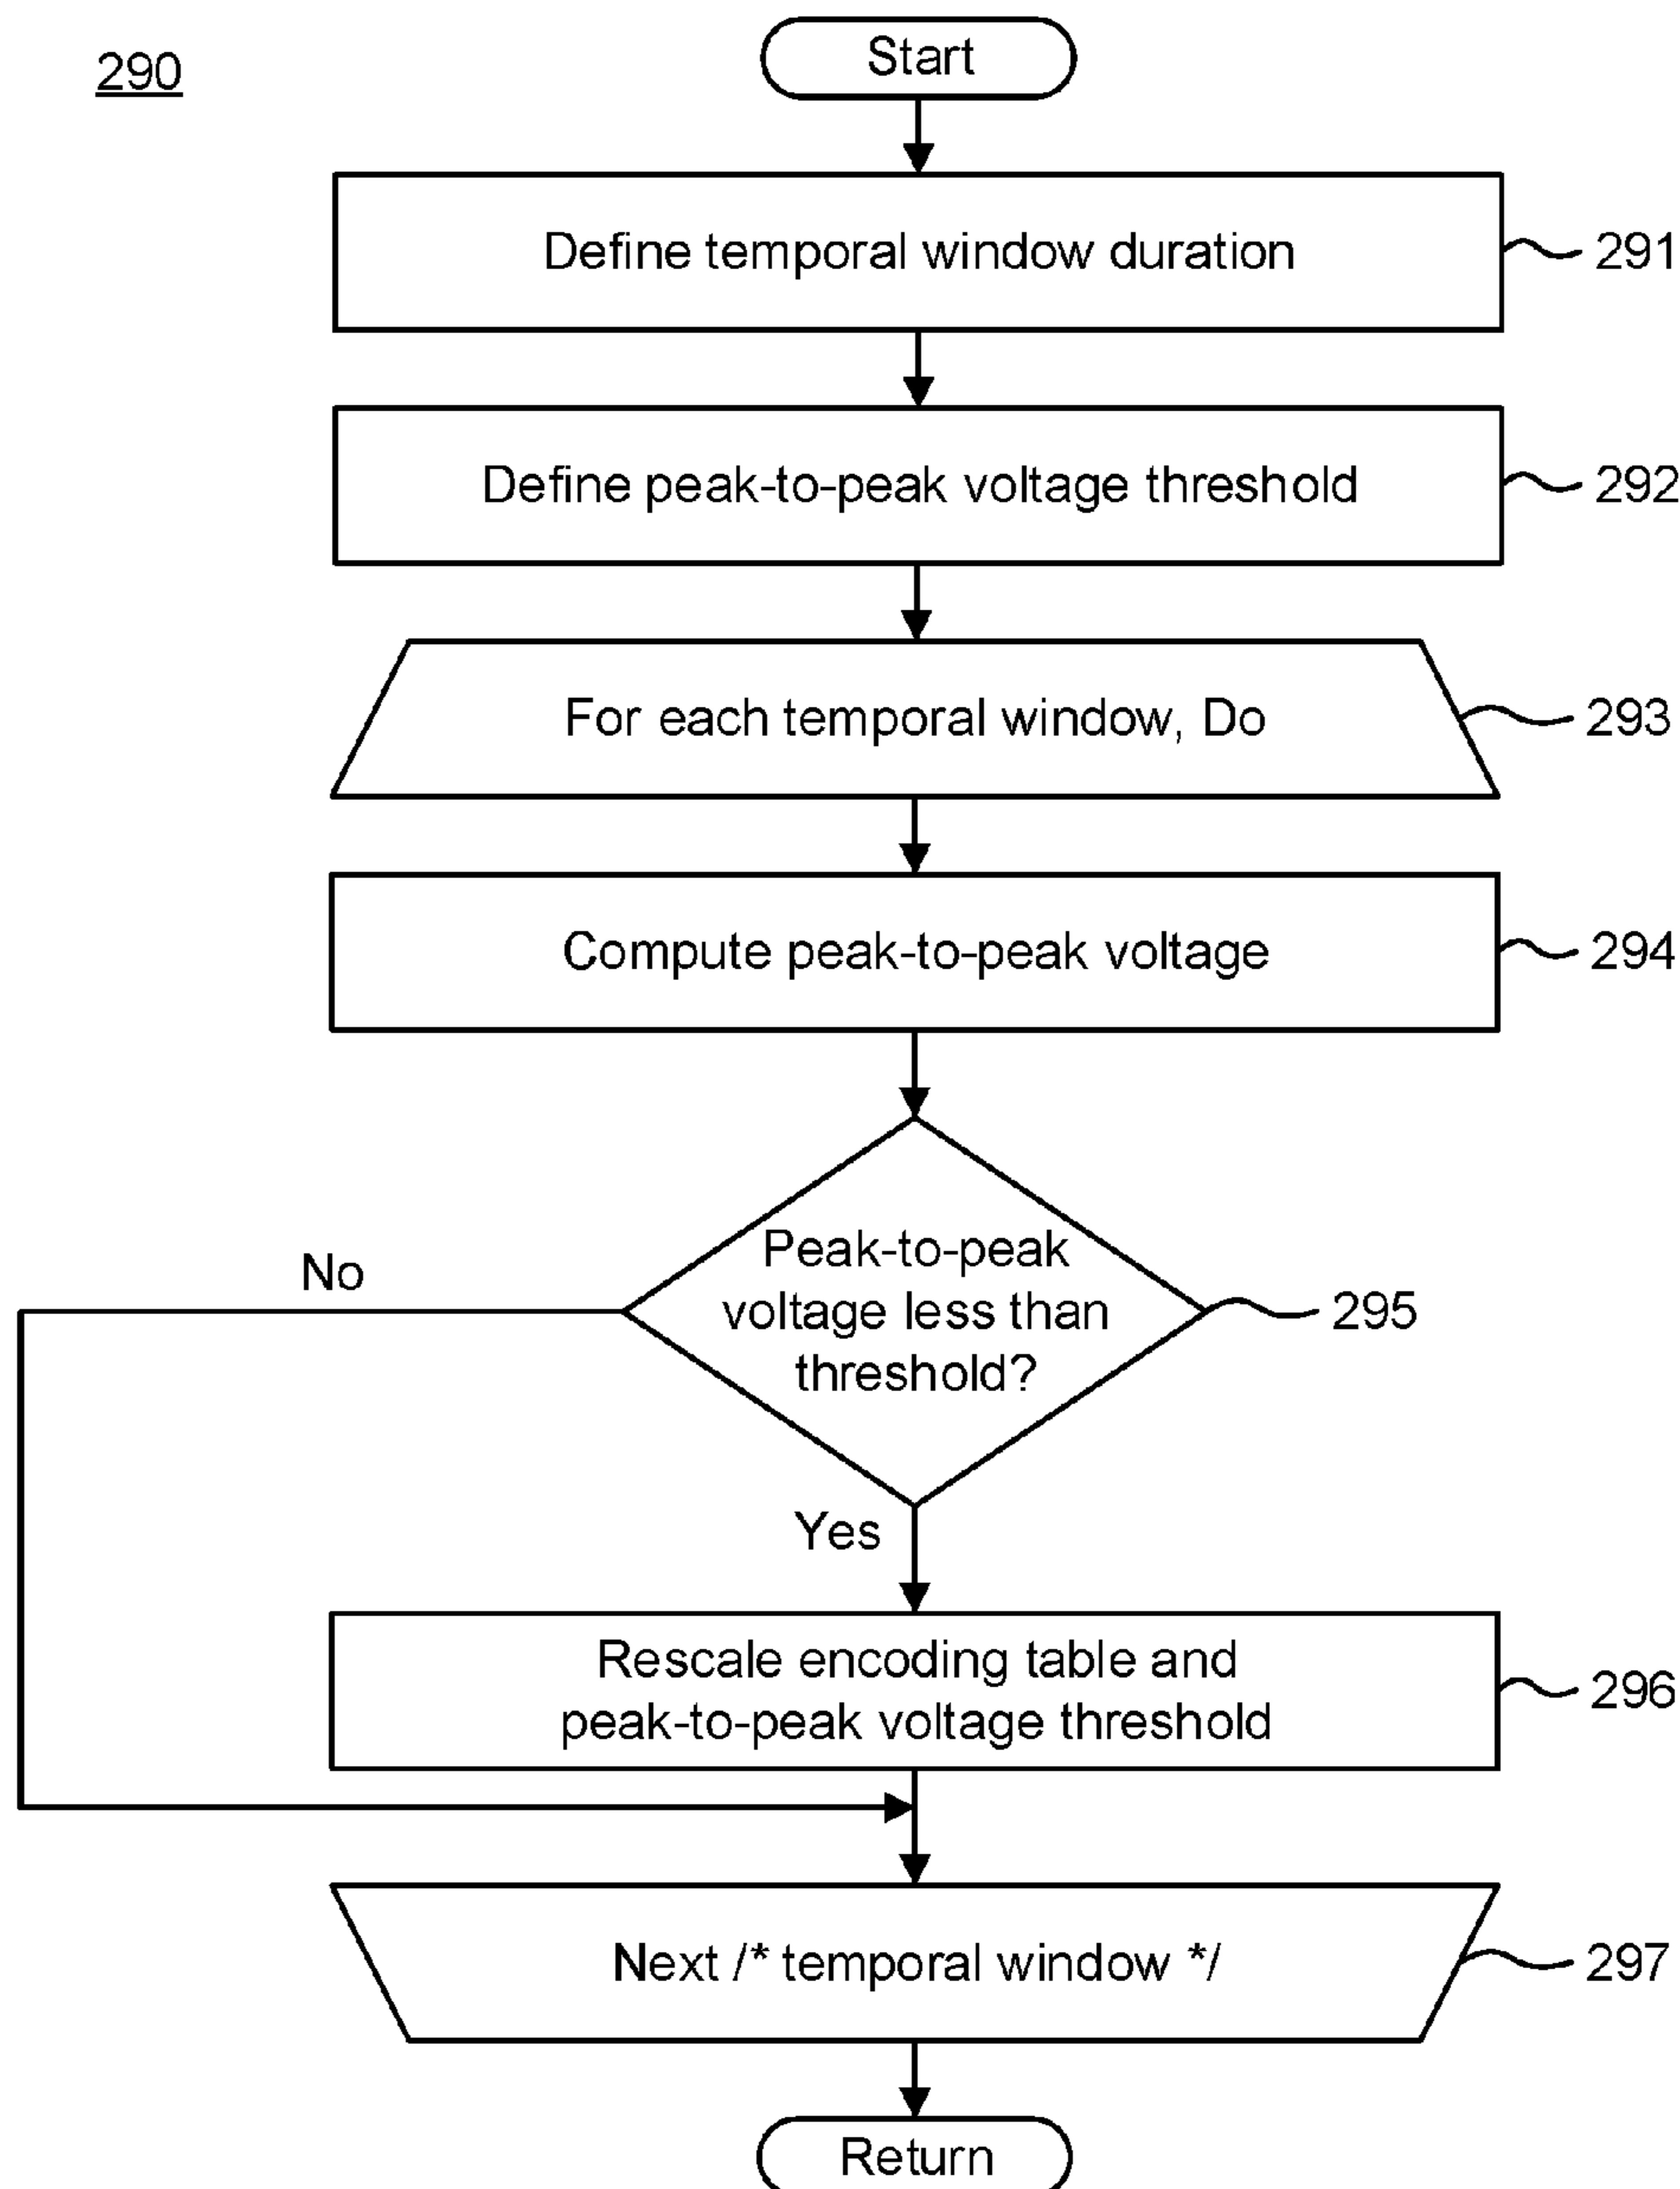 290
Start
Define temporal window duration
291
Define peak-to-peak voltage threshold
292
For each temporal window, Do
293
Compute peak-to-peak voltage
294
Peak-to-peak
voltage less than
threshold?
295
No
Yes
Rescale encoding table and
peak-to-peak voltage threshold
296
Next /* temporal window */
297
Return